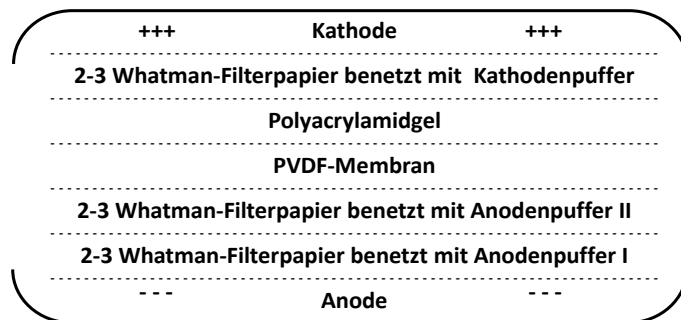 +++ Kathode +++
2-3 Whatman-Filterpapier benetzt mit Kathodenpuffer
Polyacrylamidgel
PVDF-Membran
2-3 Whatman-Filterpapier benetzt mit Anodenpuffer II
2-3 Whatman-Filterpapier benetzt mit Anodenpuffer I
- - - Anode - - -